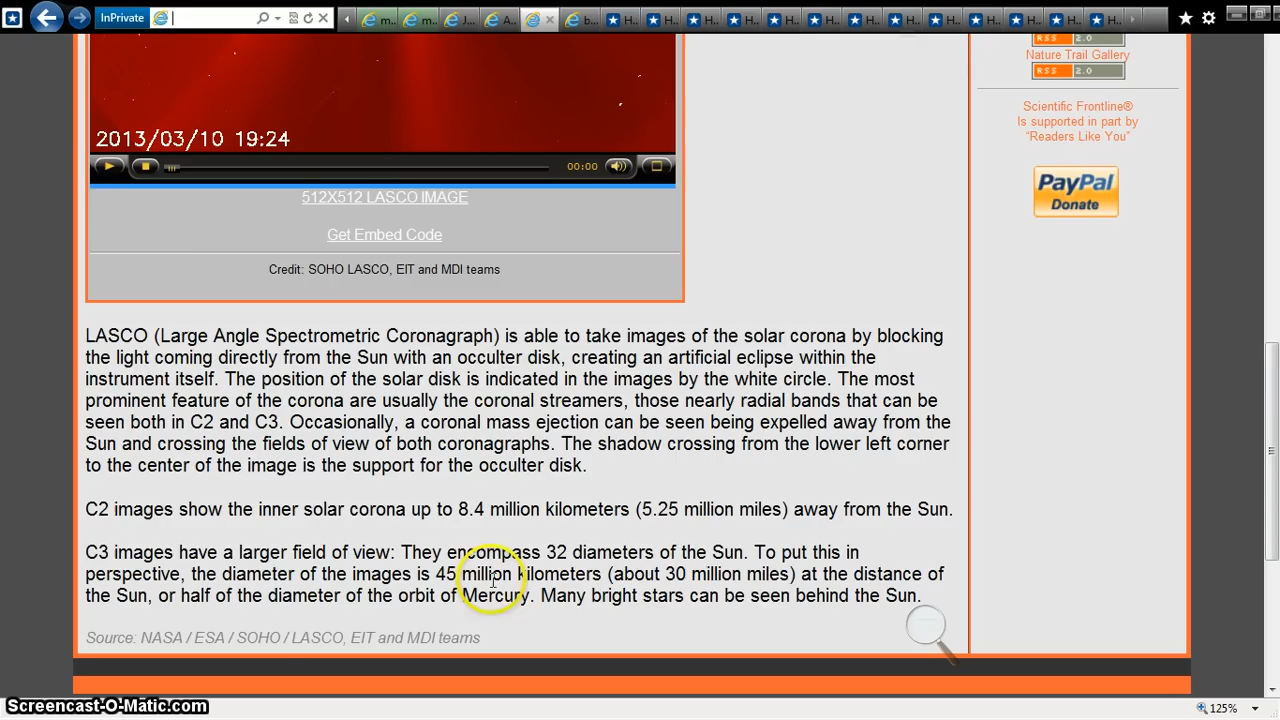 InPrivate
m...
m...
J...
A...
b...
H...
H...
H...
H...
H...
H...
H...
H...
H...
H...
H...
H...
H...
RSS 2.0
Nature Trail Gallery
RSS 2.0
Scientific Frontline®
Is supported in part by
“Readers Like You”
PayPal
Donate
2013/03/10 19:24
00:00
512X512 LASCO IMAGE
Get Embed Code
Credit: SOHO LASCO, EIT and MDI teams
LASCO (Large Angle Spectrometric Coronagraph) is able to take images of the solar corona by blocking
the light coming directly from the Sun with an occulter disk, creating an artificial eclipse within the
instrument itself. The position of the solar disk is indicated in the images by the white circle. The most
prominent feature of the corona are usually the coronal streamers, those nearly radial bands that can be
seen both in C2 and C3. Occasionally, a coronal mass ejection can be seen being expelled away from the
Sun and crossing the fields of view of both coronagraphs. The shadow crossing from the lower left corner
to the center of the image is the support for the occulter disk.
C2 images show the inner solar corona up to 8.4 million kilometers (5.25 million miles) away from the Sun.
C3 images have a larger field of view: They encompass 32 diameters of the Sun. To put this in
perspective, the diameter of the images is 45 million kilometers (about 30 million miles) at the distance of
the Sun, or half of the diameter of the orbit of Mercury. Many bright stars can be seen behind the Sun.
Source: NASA / ESA / SOHO / LASCO, EIT and MDI teams
Screencast-O-Matic.com
125%